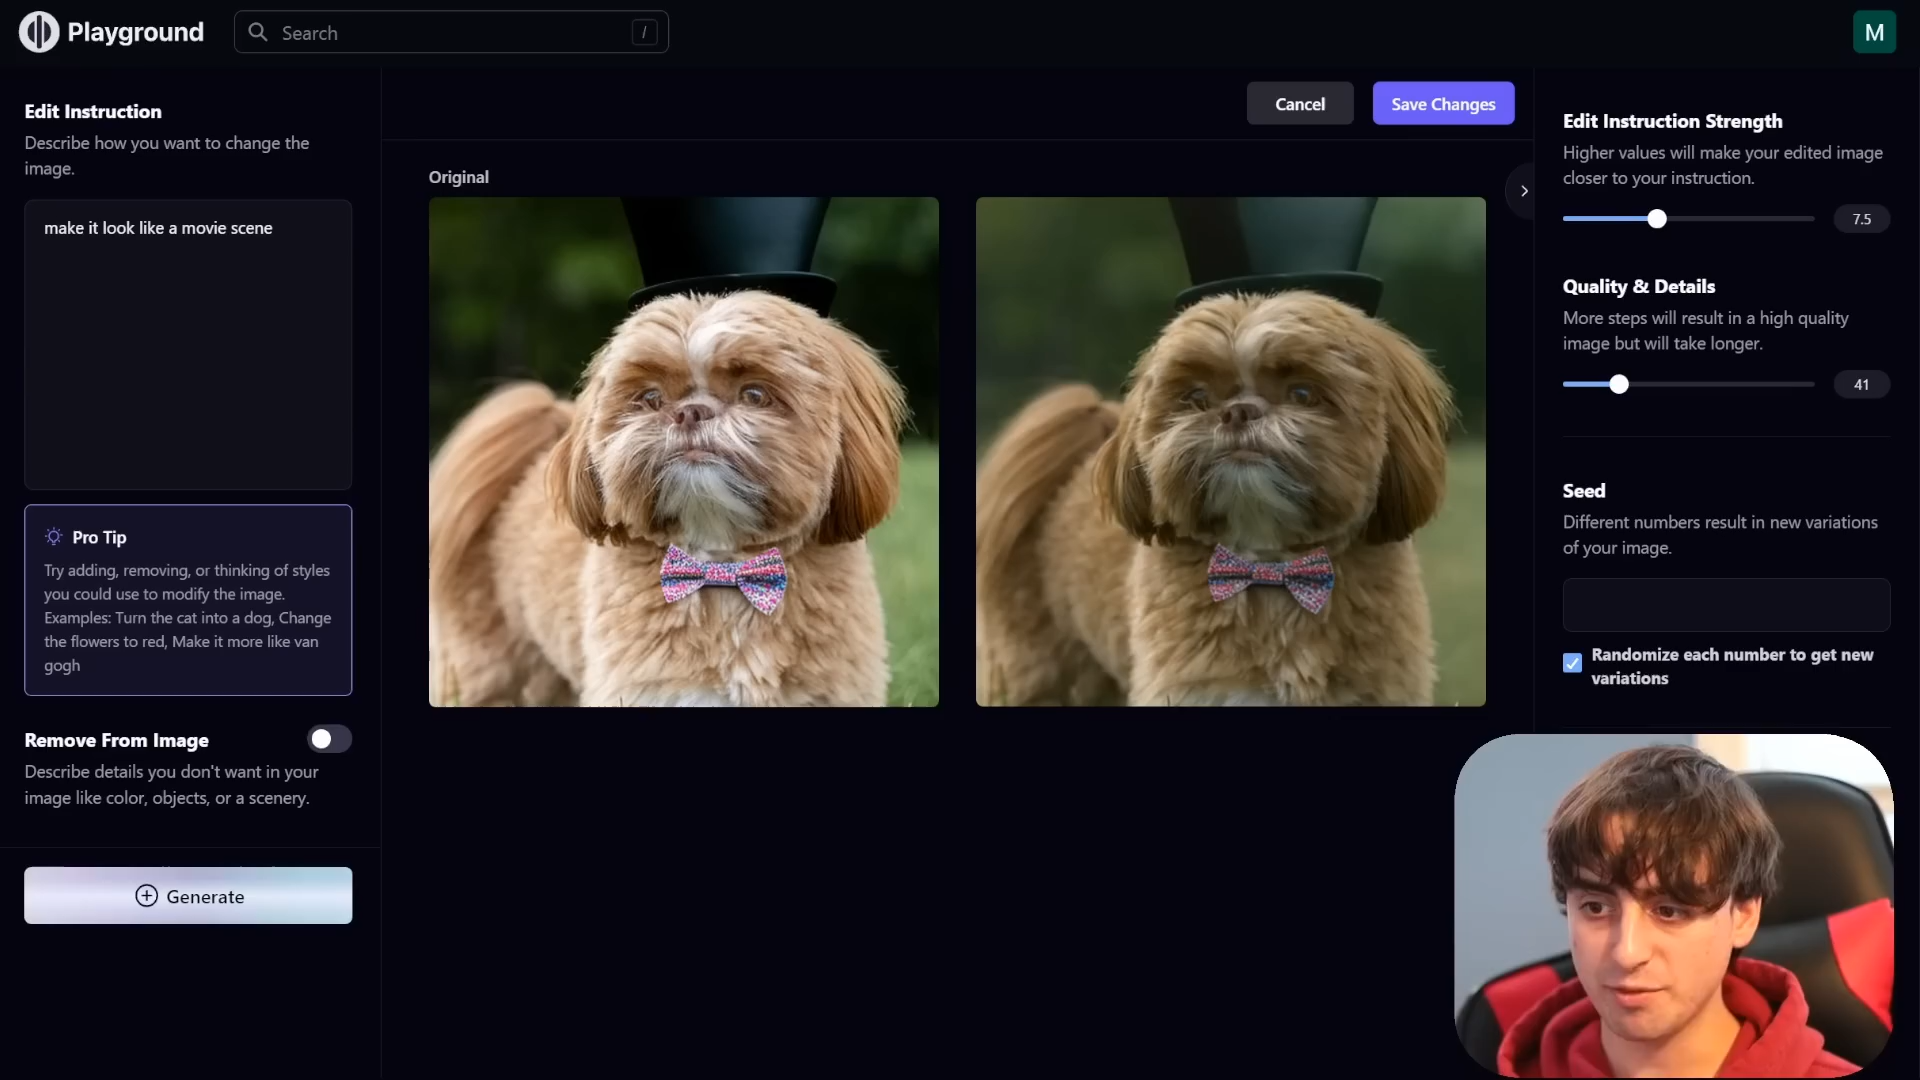 Playground
Search
/
M
Edit Instruction
Describe how you want to change the
image.
make it look like a movie scene
Pro Tip
Try adding, removing, or thinking of styles
you could use to modify the image.
Examples: Turn the cat into a dog, Change
the flowers to red, Make it more like van
gogh
Remove From Image
Describe details you don't want in your
image like color, objects, or a scenery.
Generate
Cancel
Save Changes
Original
Edit Instruction Strength
Higher values will make your edited image
closer to your instruction.
7.5
Quality & Details
More steps will result in a high quality
image but will take longer.
41
Seed
Different numbers result in new variations
of your image.
Randomize each number to get new
variations